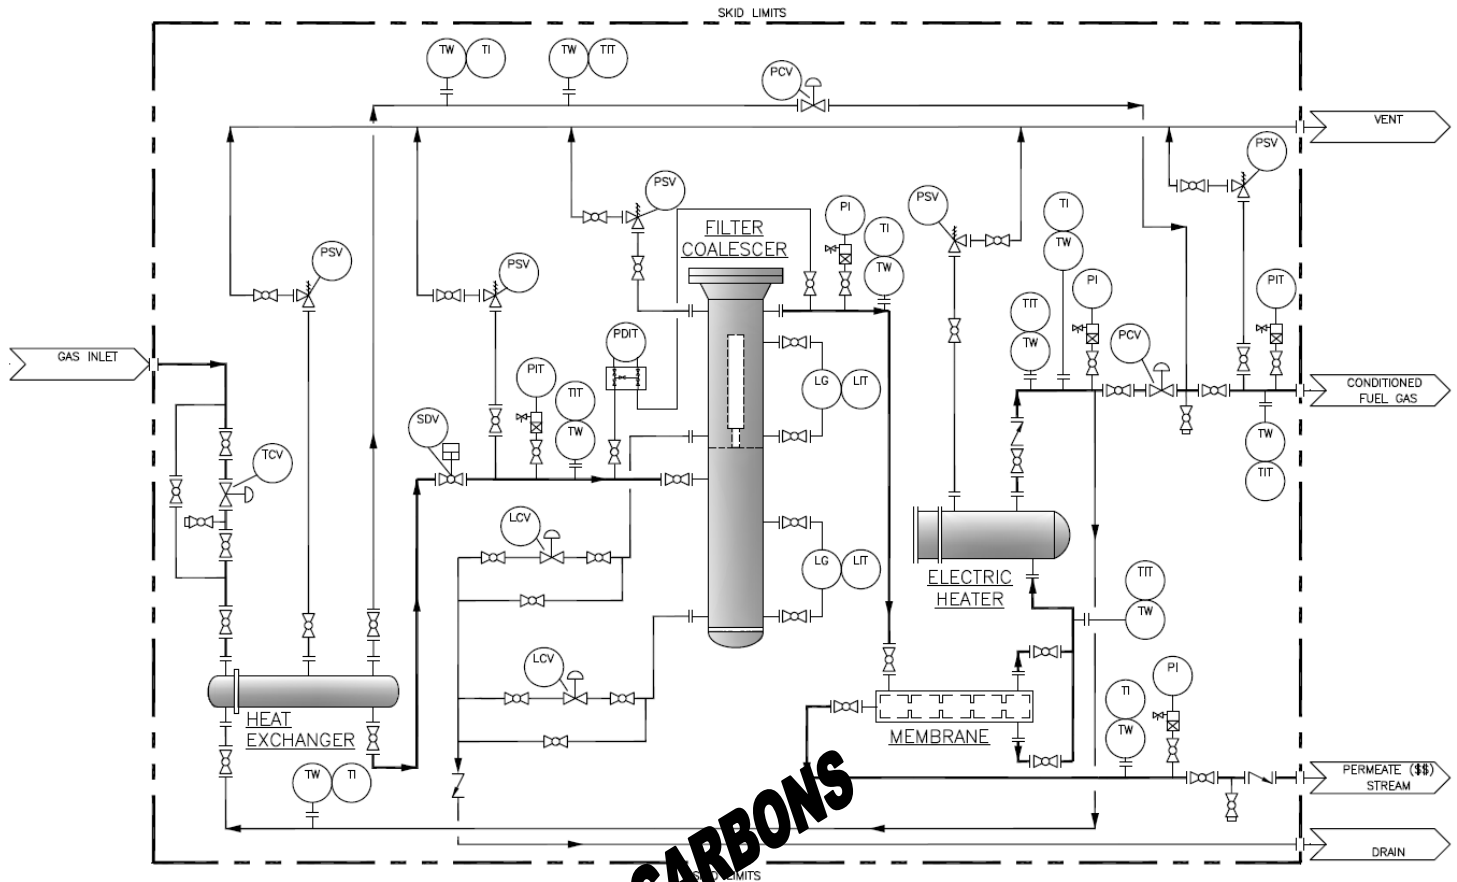 SKID LIMITS
TW
TI
TW
TIT
PCV
VENT
PSV
PSV
PI
PSV
TI
FILTER
COALESCER
TI
TW
TW
PSV
PSV
PI
PIT
TIT
TW
PDIT
PCV
GAS INLET
PIT
TIT
TW
LG
LIT
CONDITIONED
FUEL GAS
SDV
TW
TIT
TCV
LCV
LG
LIT
ELECTRIC
HEATER
TIT
TW
LCV
PI
TI
TW
HEAT
EXCHANGER
MEMBRANE
TW
TI
PERMEATE ($$)
STREAM
DRAIN
CARBONS
LIMITS